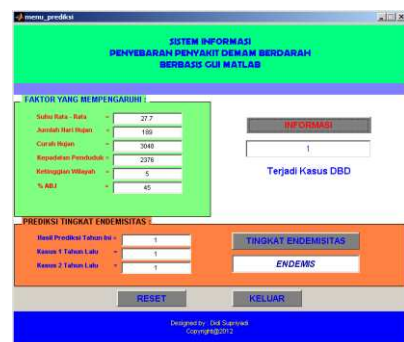 menu_prediksi
SISTEM INFORMASI
PENYEBARAN PENYAKIT DEMAM BERDARAH
BERBASIS GUI MATLAB
FAKTOR YANG MEMPENGARUHI :
Suhu Rata - Rata = 27.7
Jumlah Hari Hujan = 189
Curah Hujan = 3048
Kepadatan Penduduk = 2376
Ketinggian Wilayah = 5
% ABJ = 45
INFORMASI
1
Terjadi Kasus DBD
PREDIKSI TINGKAT ENDEMISITAS :
Hasil Prediksi Tahun Ini = 1
Kasus 1 Tahun Lalu = 1
Kasus 2 Tahun Lalu = 1
TINGKAT ENDEMISITAS
ENDEMIS
RESET
KELUAR
Designed by : Didi Supriyadi
Copyright@2012